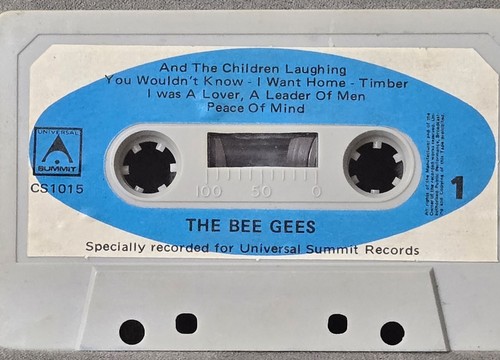 And The Children Laughing
You Wouldn't Know - I Want Home - Timber
I was A Lover, A Leader Of Men
Peace Of Mind
UNIVERSAL
SUMMIT
CS1015
100 50 0
1
THE BEE GEES
Specially recorded for Universal Summit Records